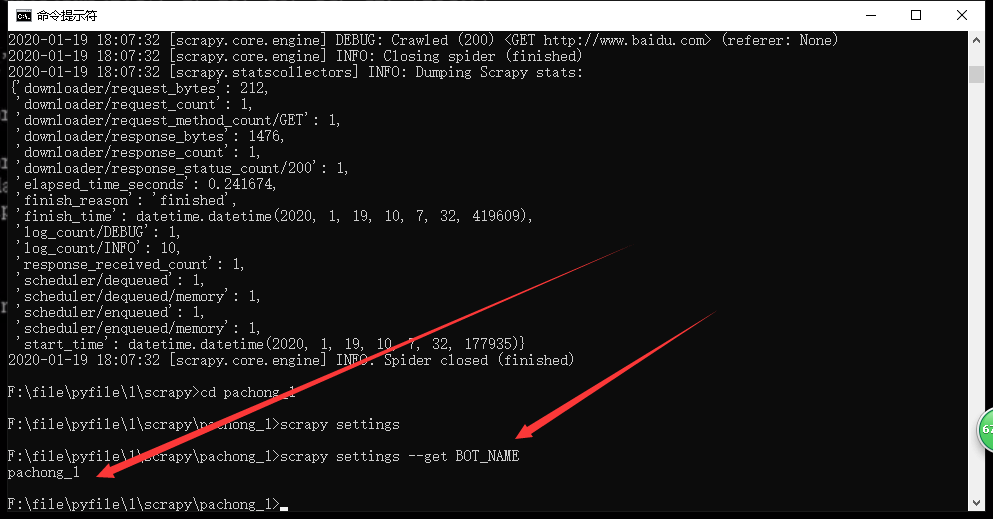 命令提示符
2020-01-19 18:07:32 [scrapy.core.engine] DEBUG: Crawled (200) <GET http://www.baidu.com> (referer: None)
2020-01-19 18:07:32 [scrapy.core.engine] INFO: Closing spider (finished)
2020-01-19 18:07:32 [scrapy.statscollectors] INFO: Dumping Scrapy stats:
{'downloader/request_bytes': 212,
 'downloader/request_count': 1,
 'downloader/request_method_count/GET': 1,
 'downloader/response_bytes': 1476,
 'downloader/response_count': 1,
 'downloader/response_status_count/200': 1,
 'elapsed_time_seconds': 0.241674,
 'finish_reason': 'finished',
 'finish_time': datetime.datetime(2020, 1, 19, 10, 7, 32, 419609),
 'log_count/DEBUG': 1,
 'log_count/INFO': 10,
 'response_received_count': 1,
 'scheduler/dequeued': 1,
 'scheduler/dequeued/memory': 1,
 'scheduler/enqueued': 1,
 'scheduler/enqueued/memory': 1,
 'start_time': datetime.datetime(2020, 1, 19, 10, 7, 32, 177935)}
2020-01-19 18:07:32 [scrapy.core.engine] INFO: Spider closed (finished)
F:\file\pyfile\1\scrapy>cd pachong_1
F:\file\pyfile\1\scrapy\pachong_1>scrapy settings
F:\file\pyfile\1\scrapy\pachong_1>scrapy settings --get BOT_NAME
pachong_1
F:\file\pyfile\1\scrapy\pachong_1>